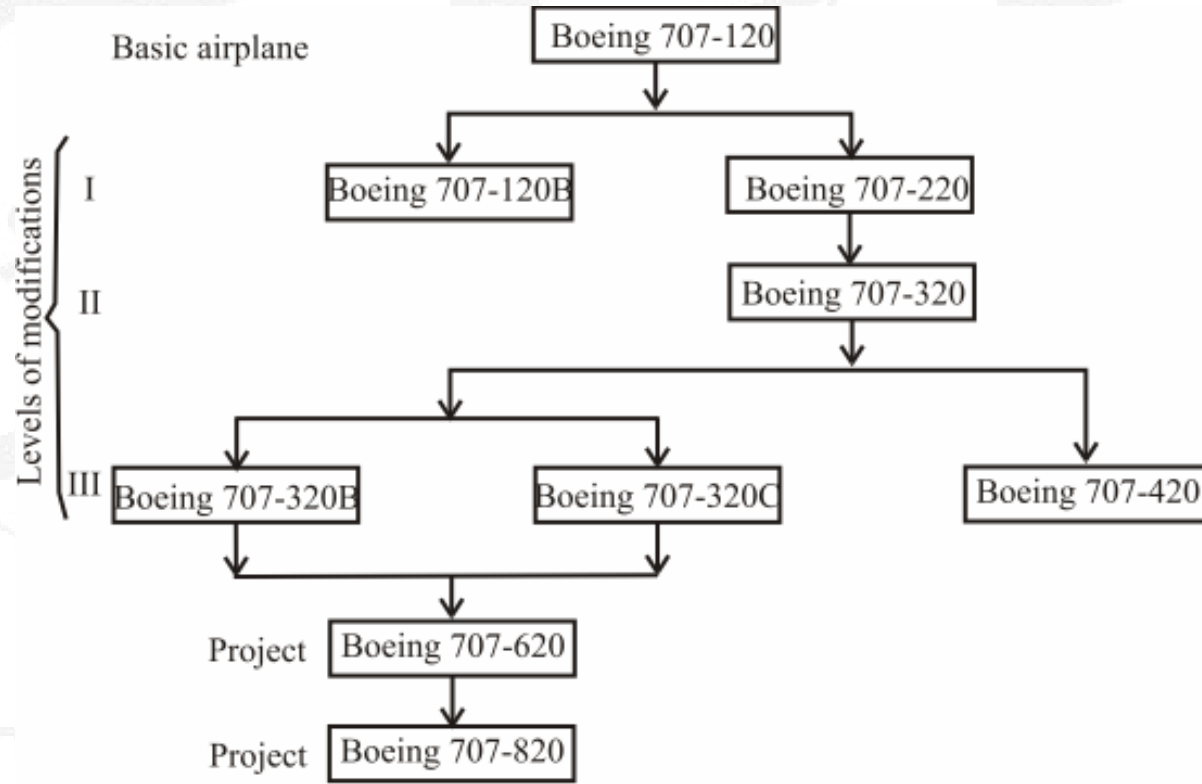 Basic airplane
Boeing 707-120
Levels of modifications
I
Boeing 707-120B
Boeing 707-220
II
Boeing 707-320
III
Boeing 707-320B
Boeing 707-320C
Boeing 707-420
Project
Boeing 707-620
Project
Boeing 707-820